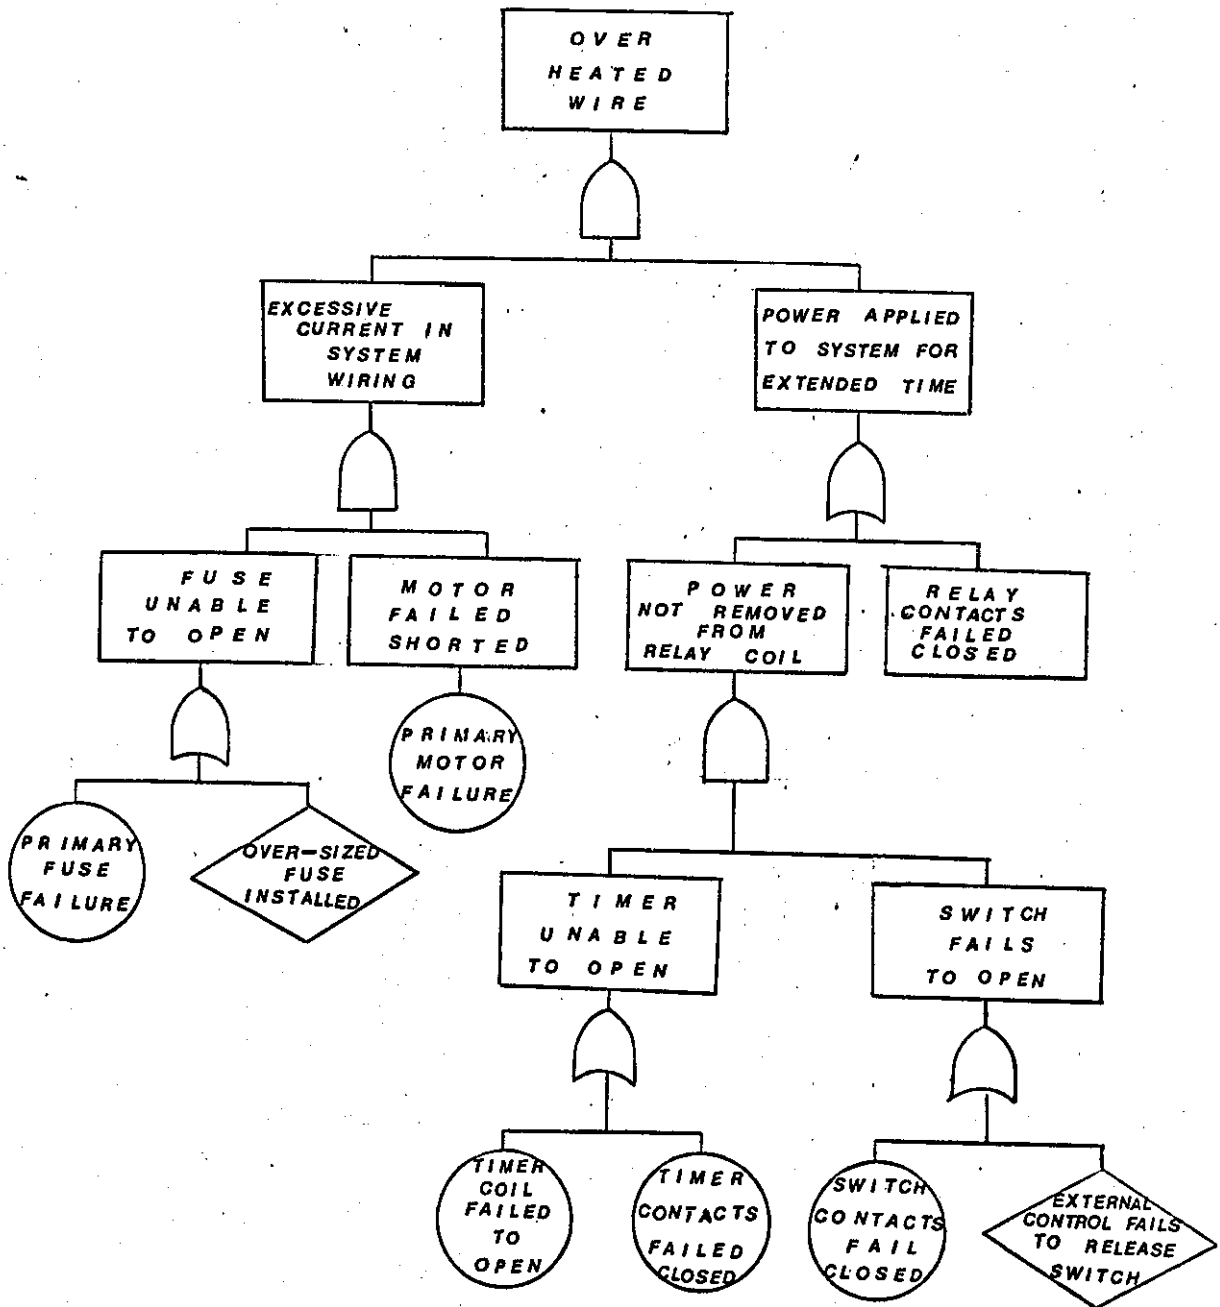 OVER
HEATED
WIRE
EXCESSIVE
CURRENT IN
SYSTEM
WIRING
POWER APPLIED
TO SYSTEM FOR
EXTENDED TIME
FUSE
UNABLE
TO OPEN
MOTOR
FAILED
SHORTED
POWER
NOT REMOVED
FROM
RELAY COIL
RELAY
CONTACTS
FAILED
CLOSED
PRIMARY
MOTOR
FAILURE
PRIMARY
FUSE
FAILURE
OVER-SIZED
FUSE
INSTALLED
TIMER
UNABLE
TO OPEN
SWITCH
FAILS
TO OPEN
TIMER
COIL
FAILED
TO
OPEN
TIMER
CONTACTS
FAILED
CLOSED
SWITCH
CONTACTS
FAIL
CLOSED
EXTERNAL
CONTROL FAILS
TO RELEASE
SWITCH